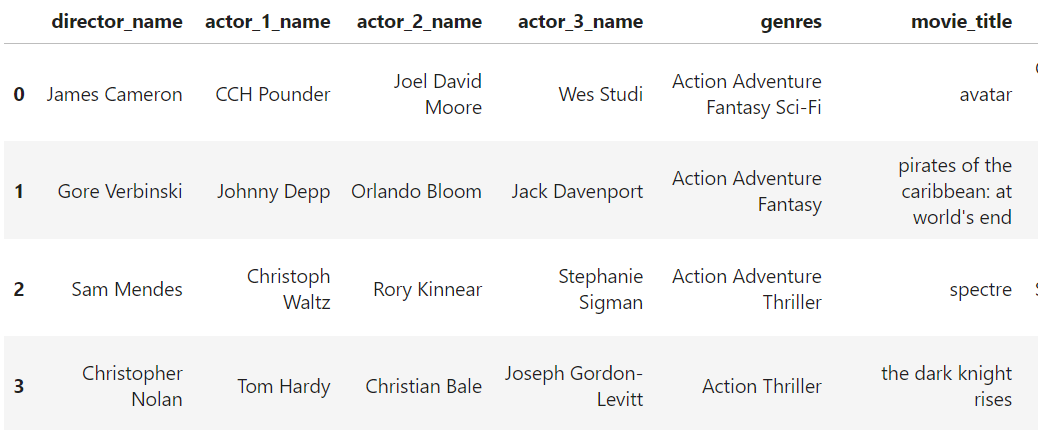 director_name actor_1_name actor_2_name actor_3_name genres movie_title
0 James Cameron CCH Pounder Joel David Moore Wes Studi Action Adventure Fantasy Sci-Fi avatar
1 Gore Verbinski Johnny Depp Orlando Bloom Jack Davenport Action Adventure Fantasy pirates of the caribbean: at world's end
2 Sam Mendes Christoph Waltz Rory Kinnear Stephanie Sigman Action Adventure Thriller spectre
3 Christopher Nolan Tom Hardy Christian Bale Joseph Gordon-Levitt Action Thriller the dark knight rises